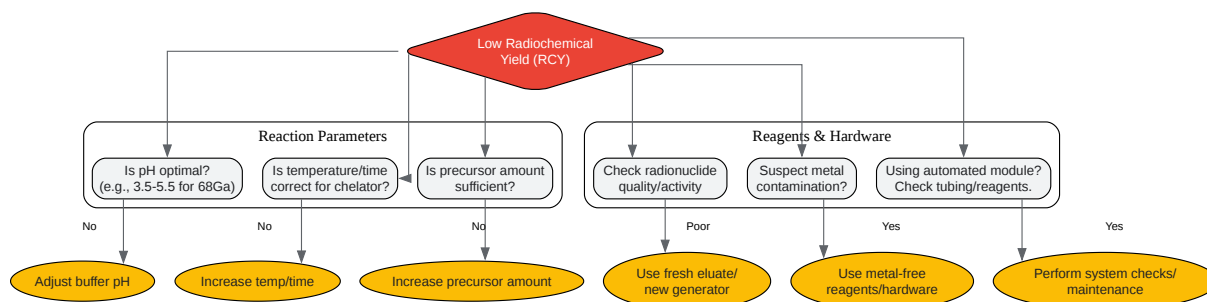 Low Radiochemical
Yield (RCY)
Reaction Parameters
Reagents & Hardware
Is pH optimal?
(e.g., 3.5-5.5 for 68Ga)
Is temperature/time
correct for chelator?
Is precursor amount
sufficient?
Check radionuclide
quality/activity
Suspect metal
contamination?
Using automated module?
Check tubing/reagents.
No
No
No
Poor
Yes
Yes
Adjust buffer pH
Increase temp/time
Increase precursor amount
Use fresh eluate/
new generator
Use metal-free
reagents/hardware
Perform system checks/
maintenance